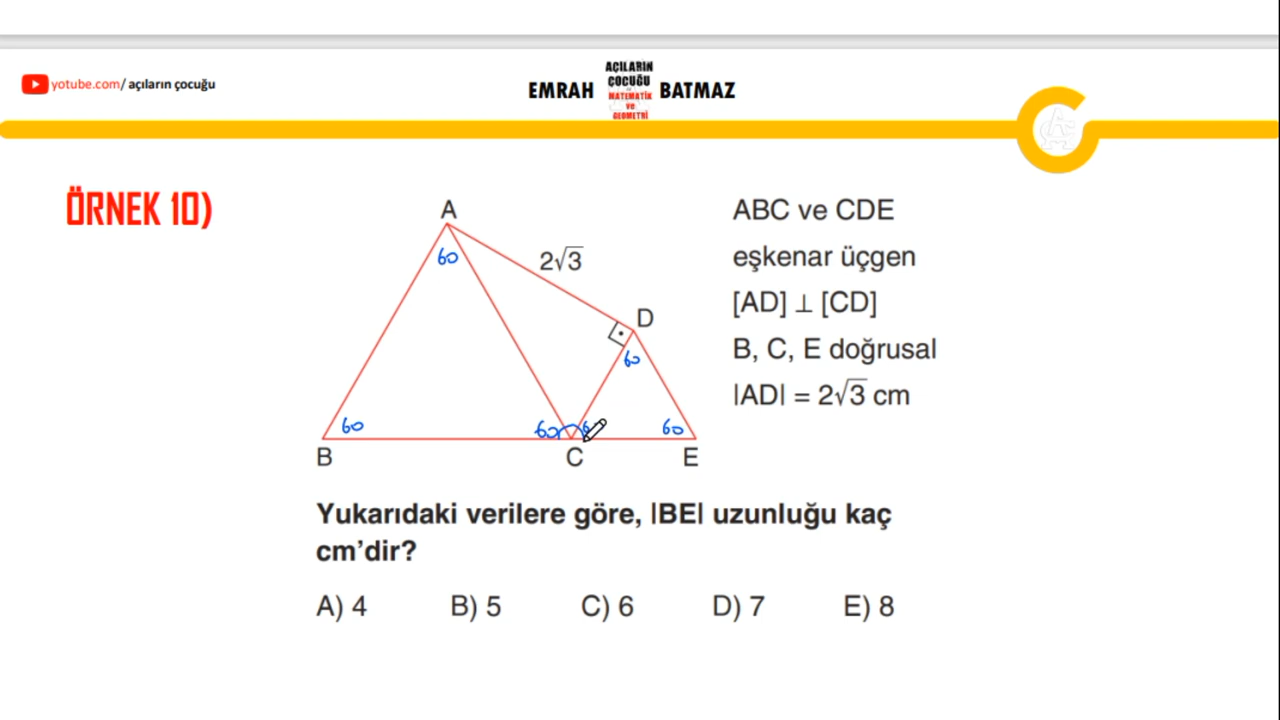 yotube.com/ açıların çocuğu
EMRAH
AÇILARIN
ÇOCUĞU
MATEMATİK
ve
GEOMETRİ
BATMAZ
ÖRNEK 10)
A
60
2√3
D
60
60
60
60
B
C
E
ABC ve CDE
eşkenar üçgen
[AD] ⊥ [CD]
B, C, E doğrusal
|AD| = 2√3 cm
Yukarıdaki verilere göre, |BE| uzunluğu kaç
cm’dir?
A) 4 B) 5 C) 6 D) 7 E) 8